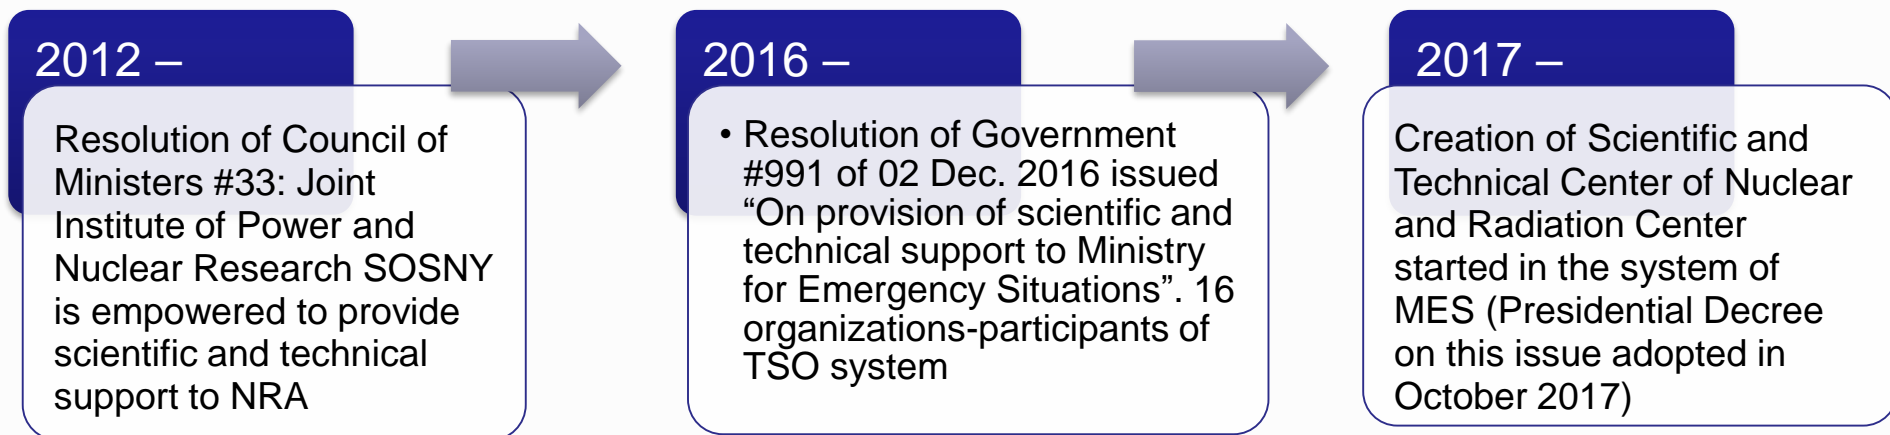 2012 –
Resolution of Council of
Ministers #33: Joint
Institute of Power and
Nuclear Research SOSNY
is empowered to provide
scientific and technical
support to NRA
2016 –
• Resolution of Government
#991 of 02 Dec. 2016 issued
“On provision of scientific and
technical support to Ministry
for Emergency Situations”. 16
organizations-participants of
TSO system
2017 –
Creation of Scientific and
Technical Center of Nuclear
and Radiation Center
started in the system of
MES (Presidential Decree
on this issue adopted in
October 2017)